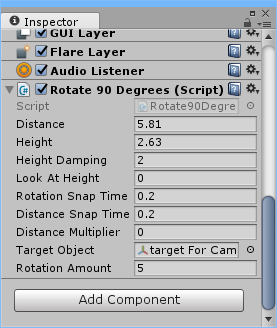 Inspector
GUI Layer
Flare Layer
Audio Listener
Rotate 90 Degrees (Script)
Script Rotate90Degre
Distance 5.81
Height 2.63
Height Damping 2
Look At Height 0
Rotation Snap Time 0.2
Distance Snap Time 0.2
Distance Multiplier 0
Target Object target For Cam
Rotation Amount 5
Add Component